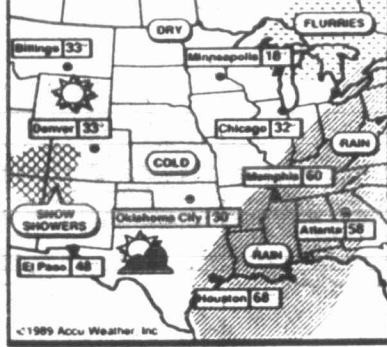 FLURRIES
DRY
Billings 33°
Minneapolis 18°
Denver 33°
Chicago 32°
RAIN
COLD
Memphis 60
SNOW
SHOWERS
Oklahoma City 30°
Atlanta 58
RAIN
El Paso 48
Houston 68
©1989 Accu Weather, Inc